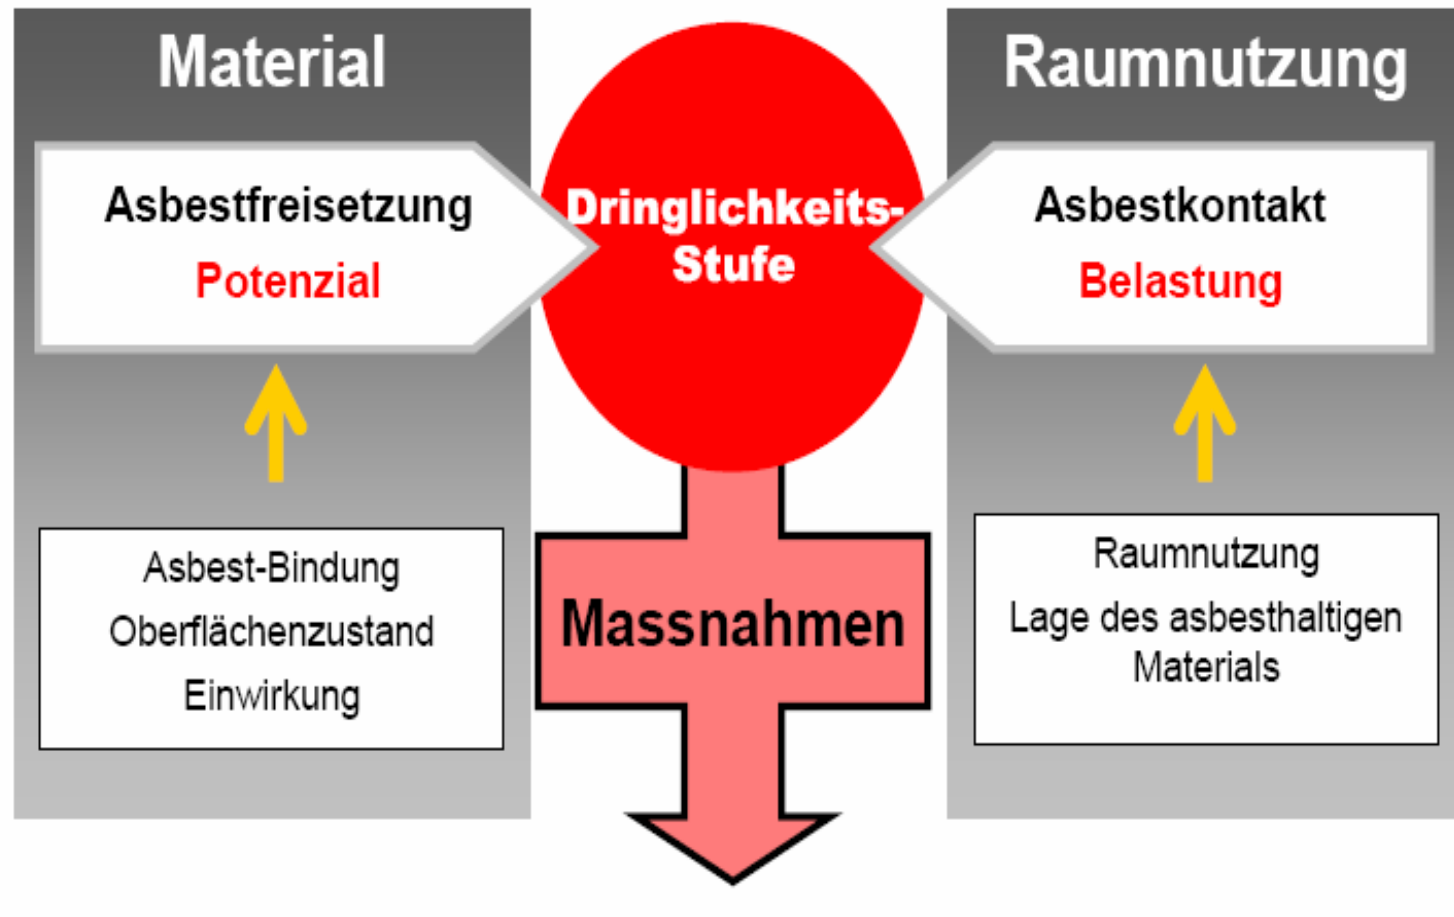 Material
Asbestfreisetzung
Potenzial
Asbest-Bindung
Oberflächenzustand
Einwirkung
Dringlichkeits-
Stufe
Massnahmen
Raumnutzung
Asbestkontakt
Belastung
Raumnutzung
Lage des asbesthaltigen
Materials